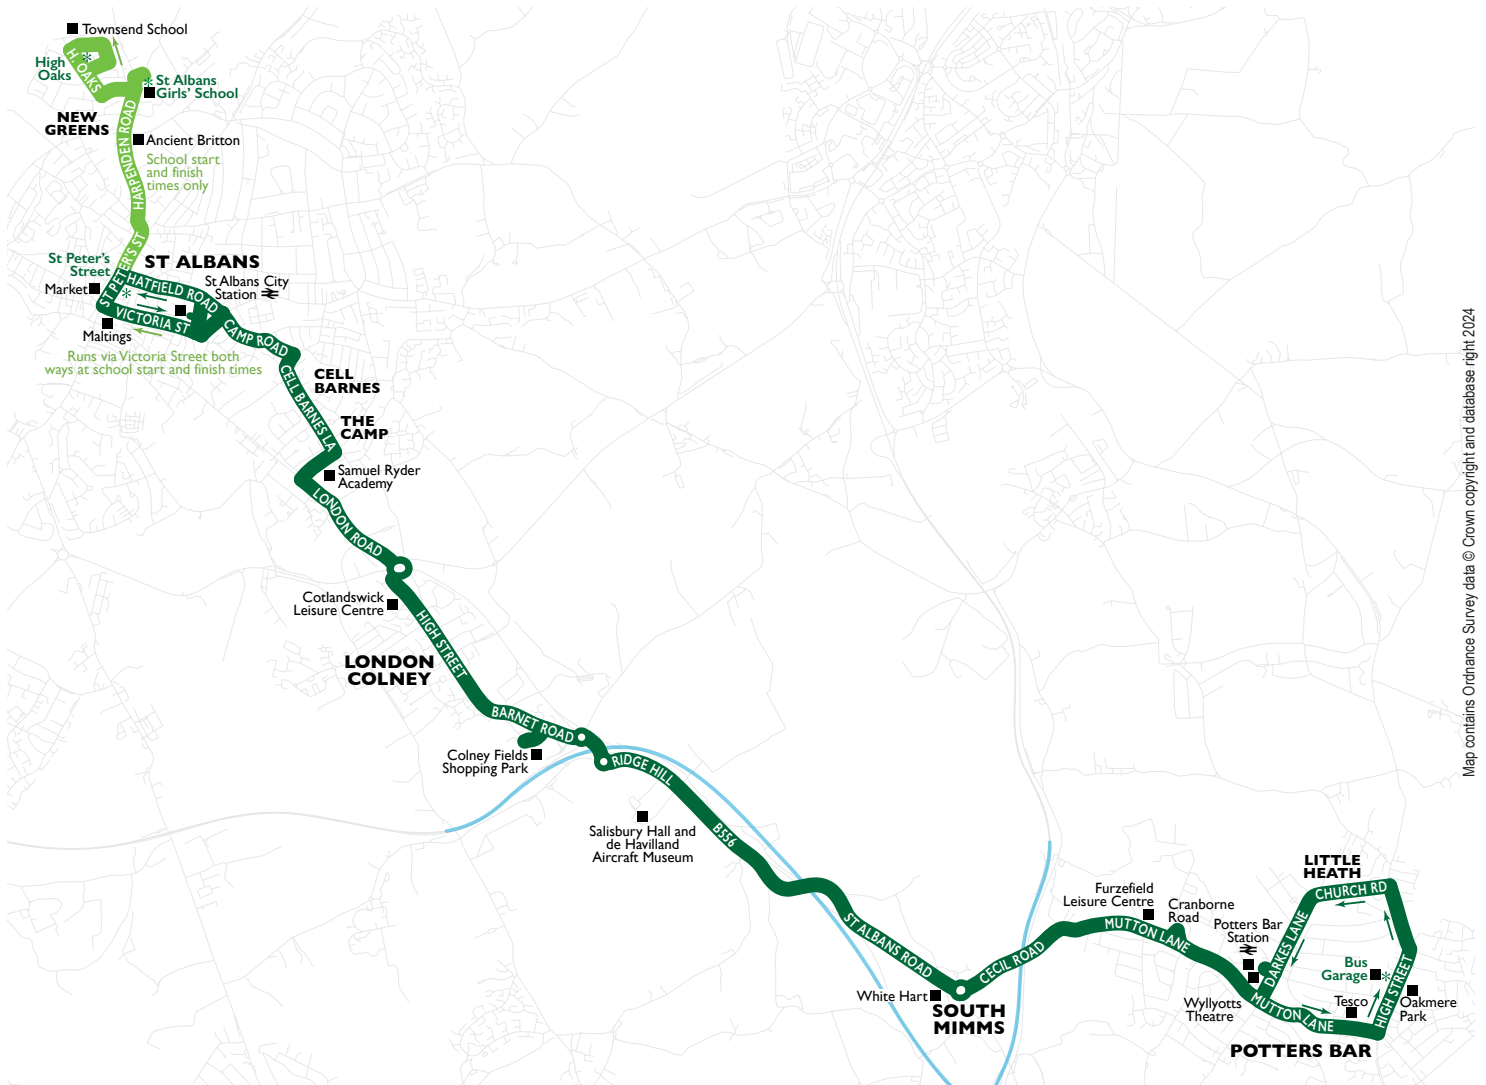 Townsend School
High
Oaks
H. OAKS
St Albans
Girls' School
NEW
GREENS
HARPENDEN ROAD
Ancient Britton
School start
and finish
times only
St Peter's
Street
ST PETER'S ST
ST ALBANS
Market
HATFIELD ROAD
St Albans City
Station
VICTORIA ST
Maltings
CAMP ROAD
Runs via Victoria Street both
ways at school start and finish times
CELL
BARNES
CELL BARNES LA
THE
CAMP
Samuel Ryder
Academy
LONDON ROAD
Cotlandswick
Leisure Centre
HIGH STREET
LONDON
COLNEY
BARNET ROAD
Colney Fields
Shopping Park
RIDGE HILL
Salisbury Hall and
de Havilland
Aircraft Museum
B556
ST ALBANS ROAD
White Hart
SOUTH
MIMMS
CECIL ROAD
Furzefield
Leisure Centre
MUTTON LANE
Cranborne
Road
Potters Bar
Station
Wyllyotts
Theatre
DARKES LANE
LITTLE
HEATH
CHURCH RD
Bus
Garage
HIGH STREET
Tesco
Oakmere
Park
MUTTON LANE
POTTERS BAR
Map contains Ordnance Survey data © Crown copyright and database right 2024